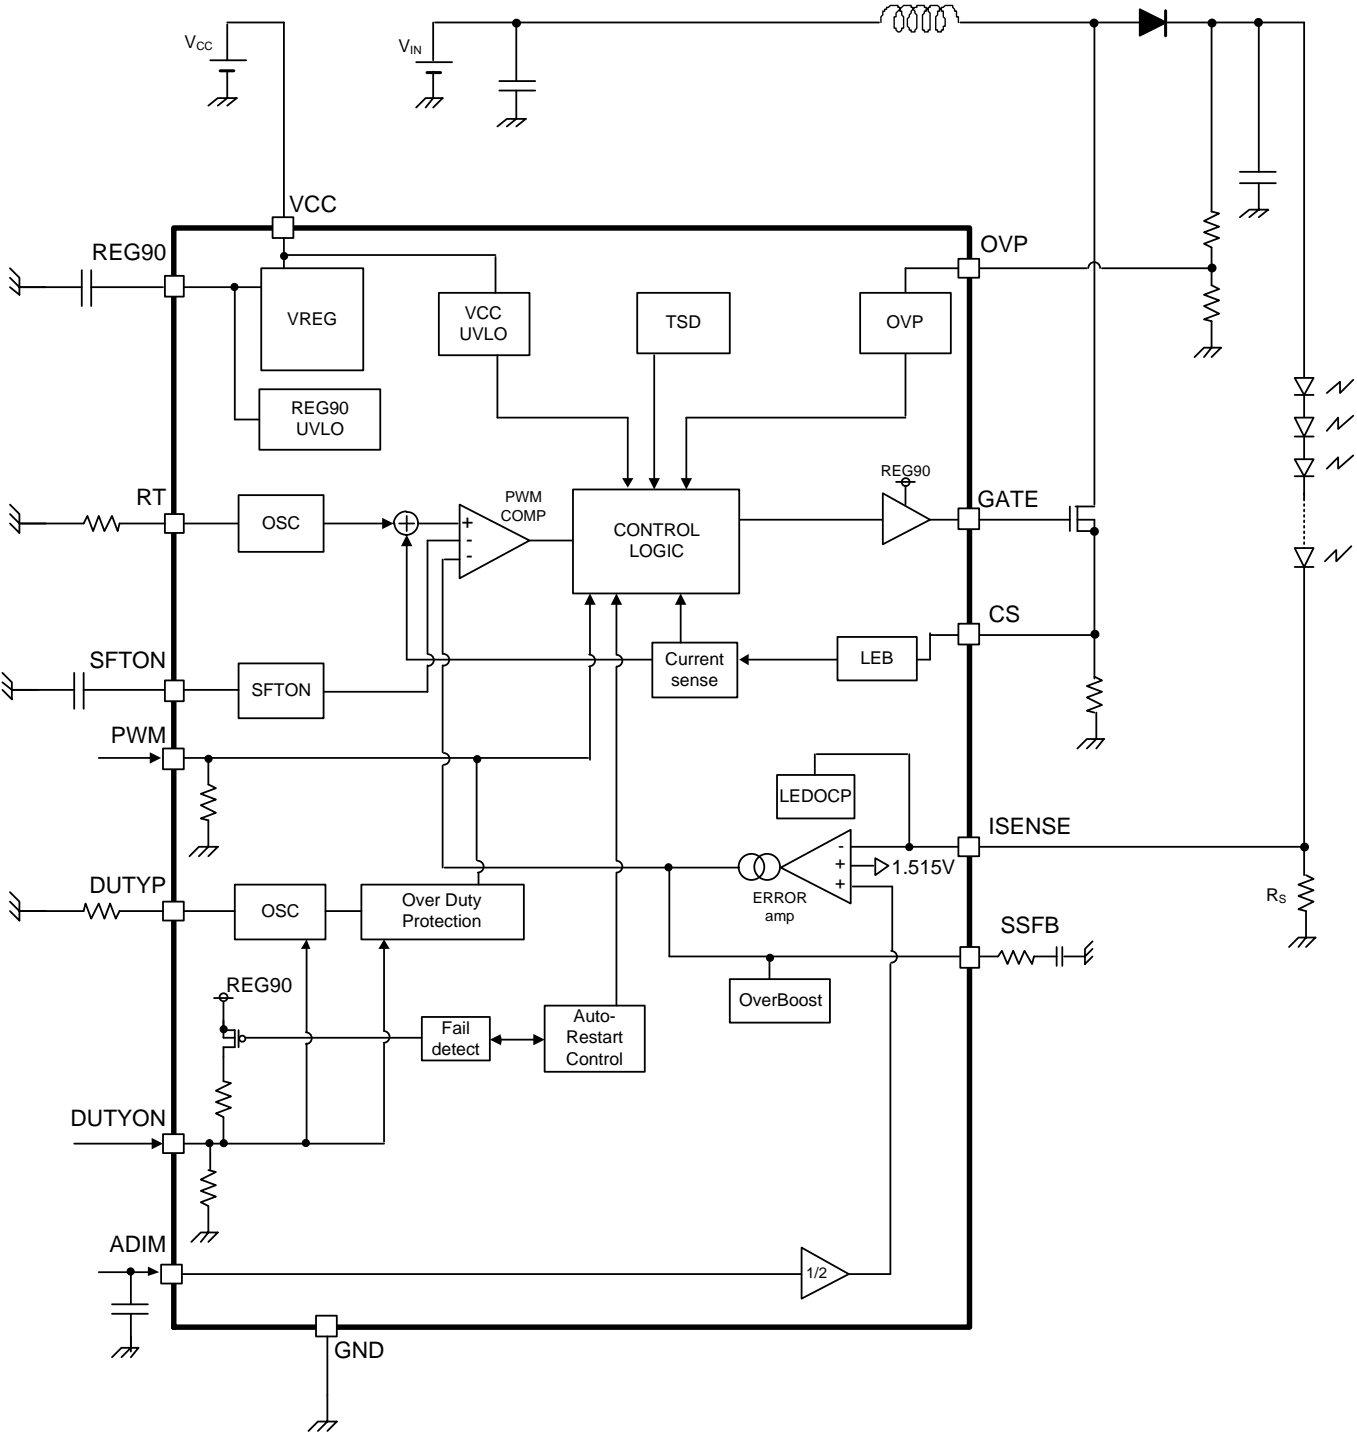 VCC
VIN
VCC
REG90
OVP
VREG
VCC
UVLO
TSD
OVP
REG90
UVLO
REG90
RT
OSC
+
-
-
PWM
COMP
CONTROL
LOGIC
GATE
CS
SFTON
SFTON
Current
sense
LEB
PWM
LEDOCP
ISENSE
-
+
+
1.515V
ERROR
amp
DUTYP
OSC
Over Duty
Protection
RS
SSFB
REG90
OverBoost
Fail
detect
Auto-
Restart
Control
DUTYON
ADIM
1/2
GND